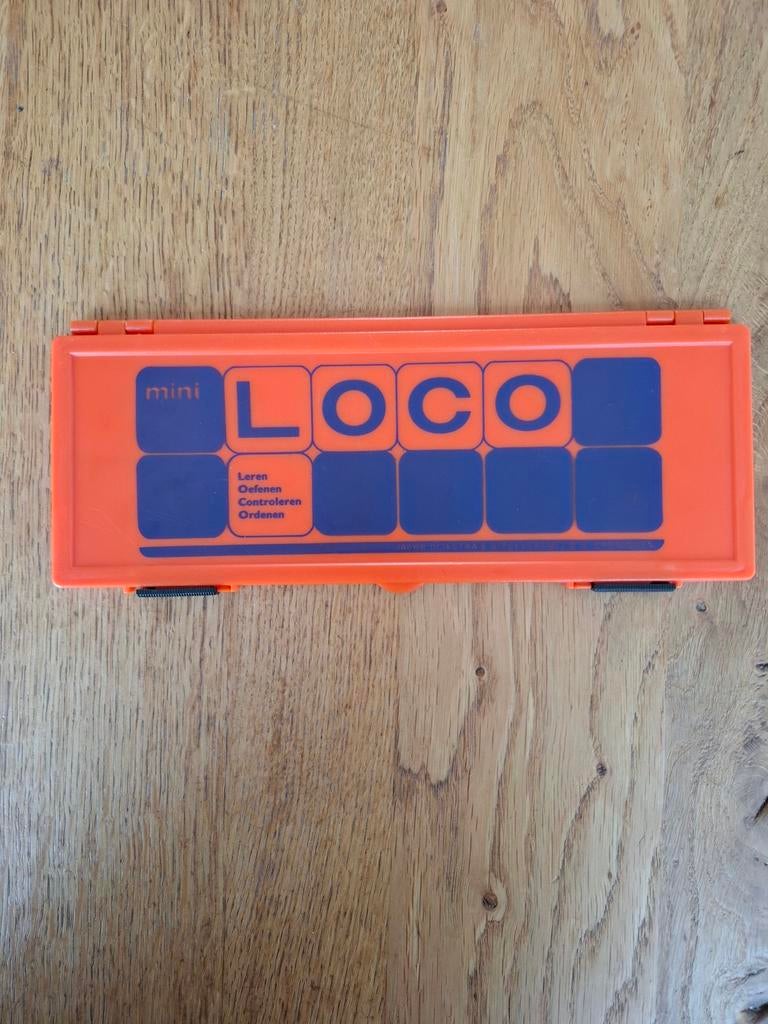 mini
LOCO
Leren
Oefenen
Controleren
Ordenen